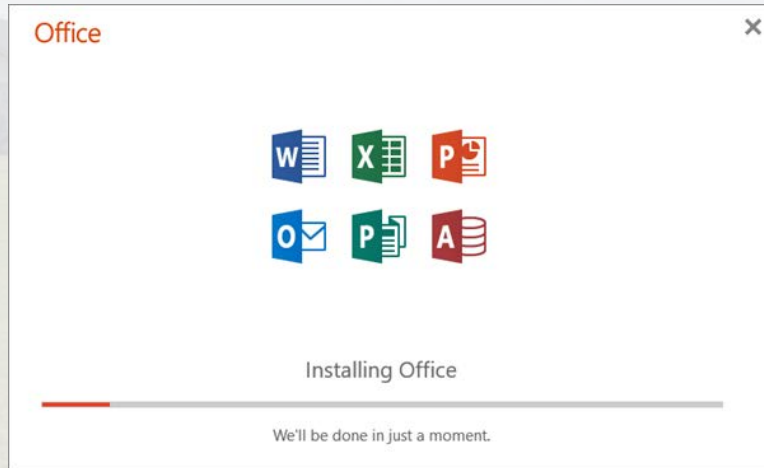 Office
W X P
O P A
Installing Office
We'll be done in just a moment.